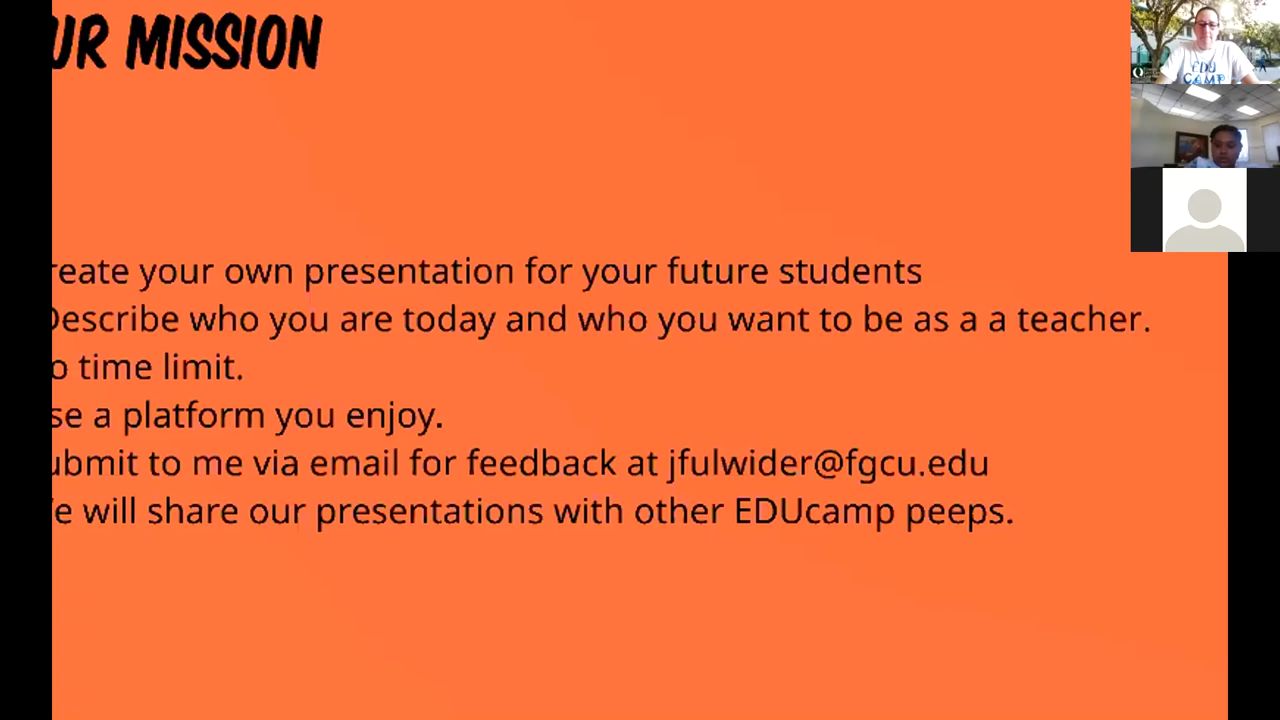 UR MISSION
EDU
CAMP
reate your own presentation for your future students
Describe who you are today and who you want to be as a a teacher.
o time limit.
se a platform you enjoy.
ubmit to me via email for feedback at jfulwider@fgcu.edu
e will share our presentations with other EDUcamp peeps.